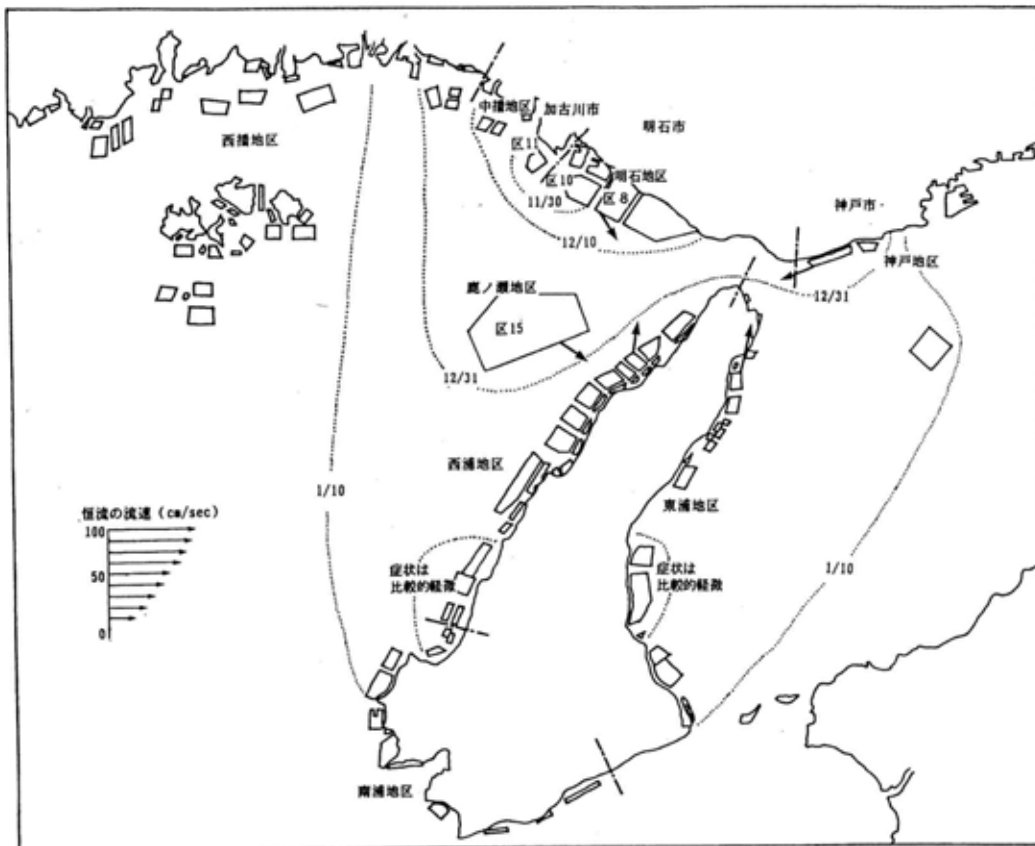 西播地区
中播地区
加古川市
明石市
区11
区10
明石地区
区8
11/30
12/10
神戸市
神戸地区
12/31
鹿ノ瀬地区
区15
12/31
西浦地区
東浦地区
1/10
恒流の流速 (cm/sec)
100
50
0
症状は
比較的軽微
症状は
比較的軽微
1/10
南浦地区